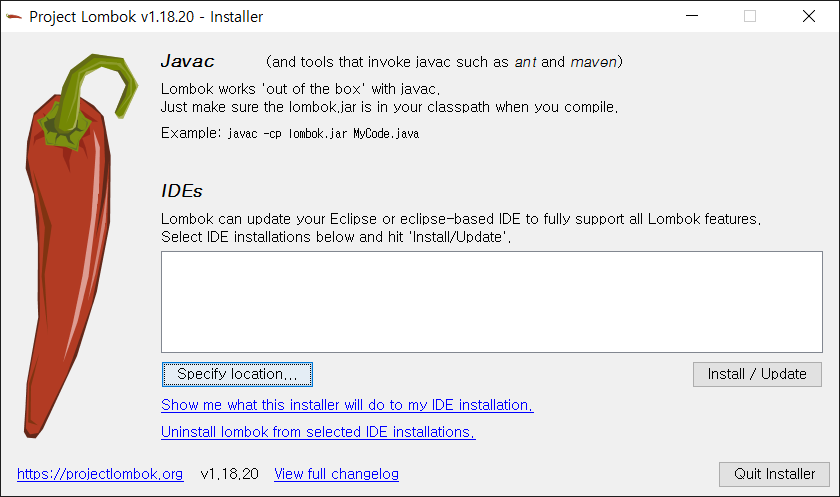 Project Lombok v1.18.20 - Installer
Javac (and tools that invoke javac such as ant and maven)
Lombok works 'out of the box' with javac.
Just make sure the lombok.jar is in your classpath when you compile.
Example: javac -cp lombok.jar MyCode.java
IDEs
Lombok can update your Eclipse or eclipse-based IDE to fully support all Lombok features.
Select IDE installations below and hit 'Install/Update'.
Specify location... Install / Update
Show me what this installer will do to my IDE installation.
Uninstall lombok from selected IDE installations.
https://projectlombok.org v1.18.20 View full changelog Quit Installer